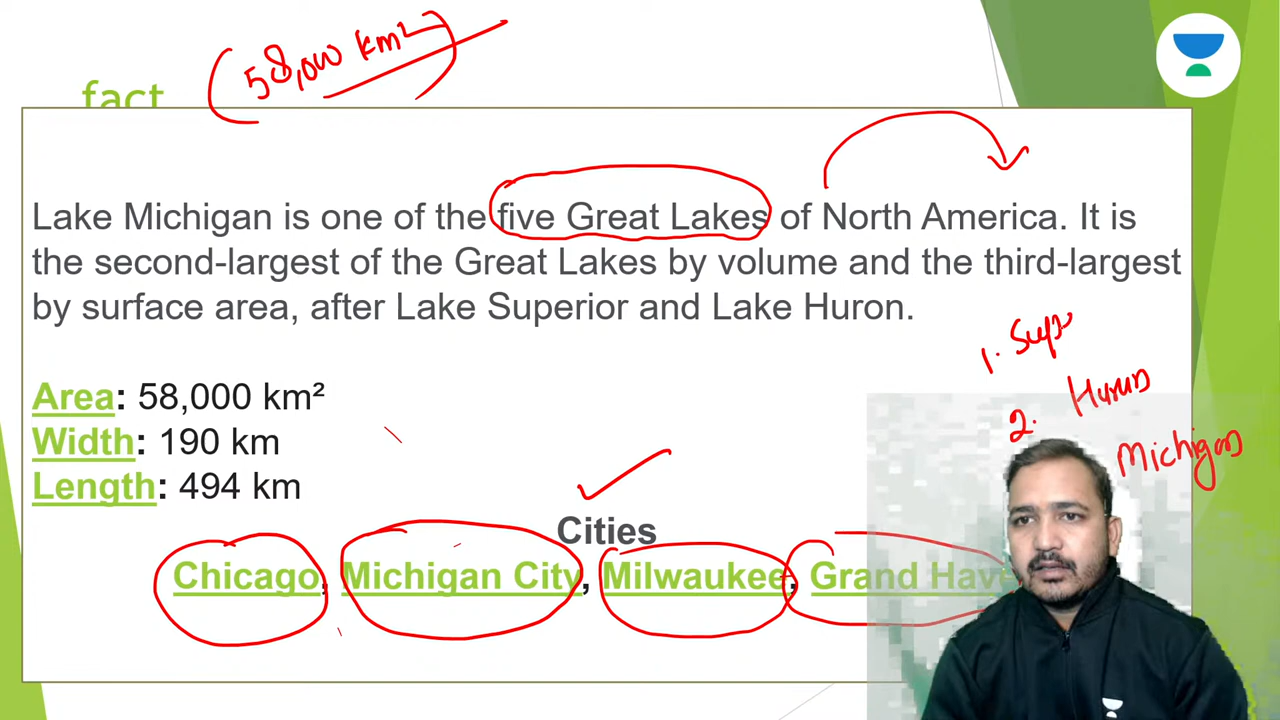 (58,000 km²)
fact
Lake Michigan is one of the five Great Lakes of North America. It is
the second-largest of the Great Lakes by volume and the third-largest
by surface area, after Lake Superior and Lake Huron.
1. Sup
2. Huron
Michigan
Area: 58,000 km²
Width: 190 km
Length: 494 km
Cities
Chicago, Michigan City, Milwaukee, Grand Have